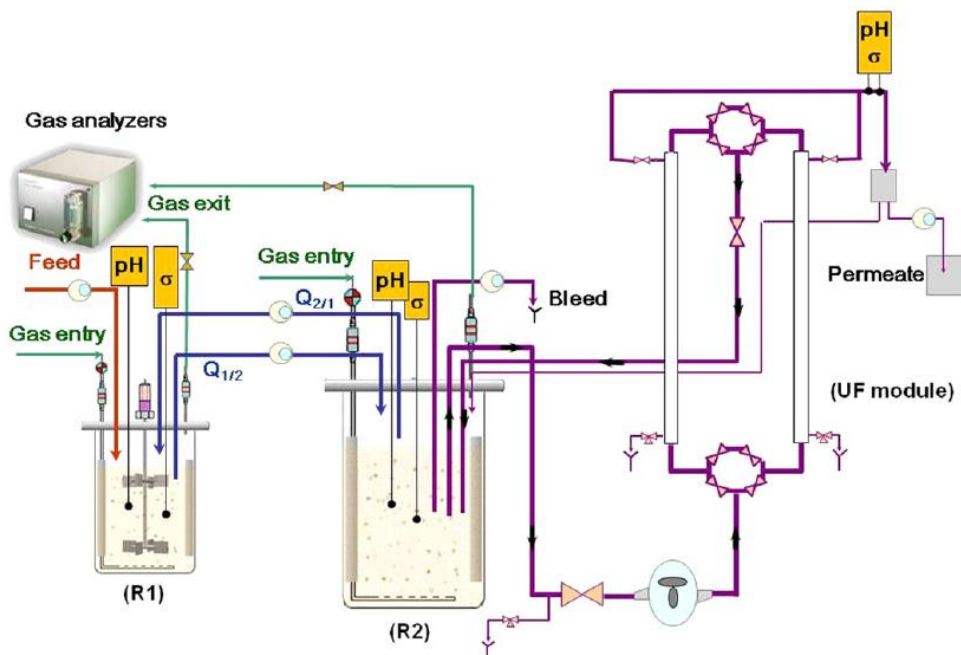 pH
σ
Gas analyzers
Gas exit
Feed
pH
σ
Gas entry
pH
σ
Q2/1
Bleed
Permeate
Gas entry
Q1/2
(UF module)
(R1)
(R2)